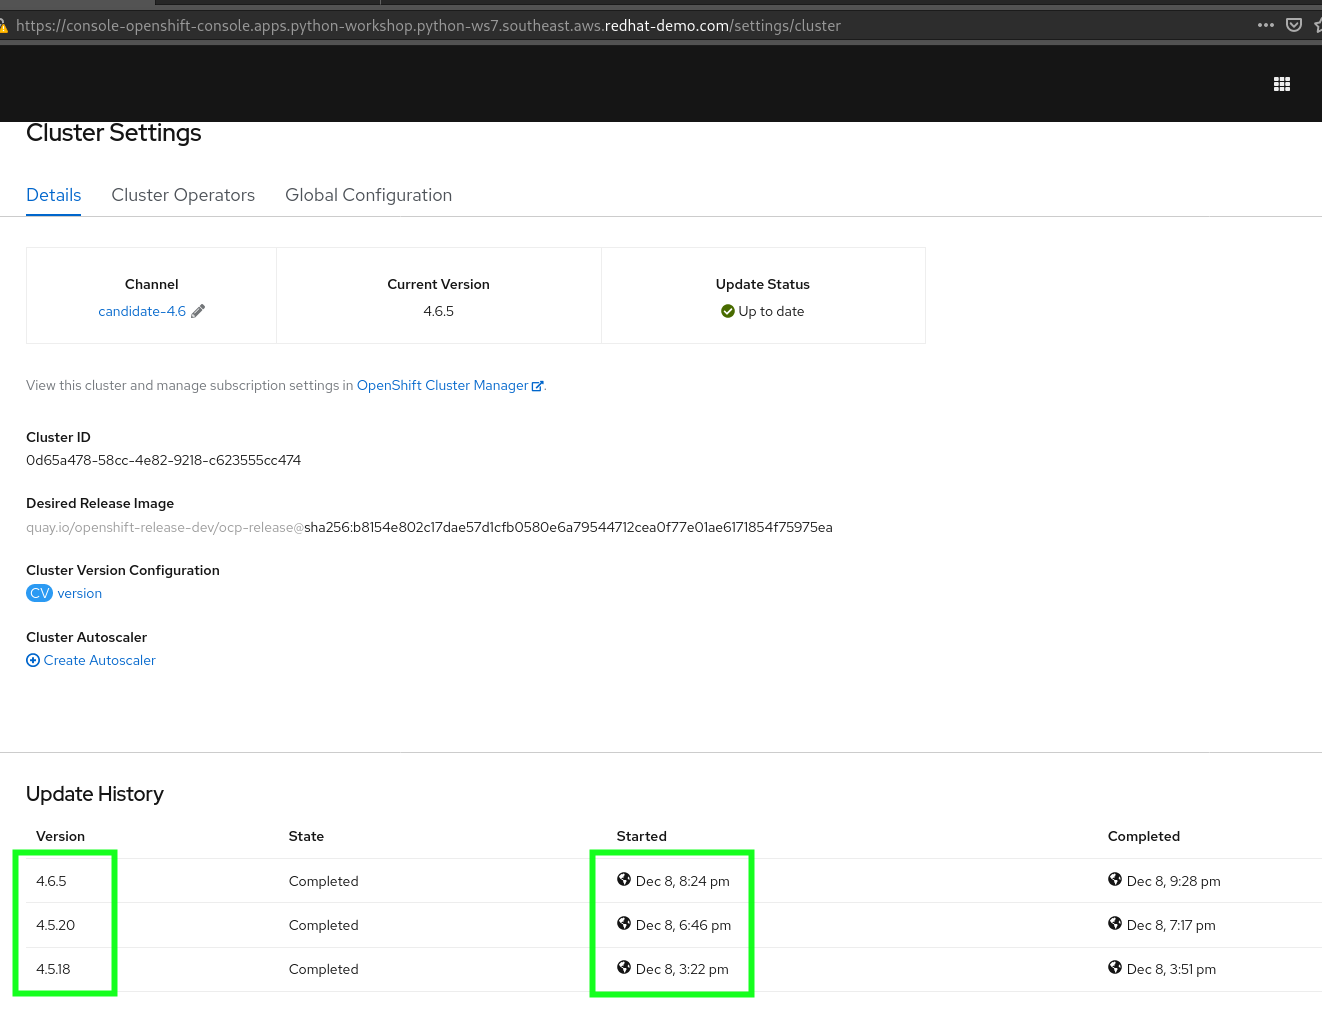 https://console-openshift-console.apps.python-workshop.python-ws7.southeast.aws.redhat-demo.com/settings/cluster
Cluster Settings
Details Cluster Operators Global Configuration
Channel Current Version Update Status
candidate-4.6 4.6.5 Up to date
View this cluster and manage subscription settings in OpenShift Cluster Manager.
Cluster ID
0d65a478-58cc-4e82-9218-c623555cc474
Desired Release Image
quay.io/openshift-release-dev/ocp-release@sha256:b8154e802c17dae57d1cfb0580e6a79544712cea0f77e01ae6171854f75975ea
Cluster Version Configuration
CV version
Cluster Autoscaler
Create Autoscaler
Update History
Version State Started Completed
4.6.5 Completed Dec 8, 8:24 pm Dec 8, 9:28 pm
4.5.20 Completed Dec 8, 6:46 pm Dec 8, 7:17 pm
4.5.18 Completed Dec 8, 3:22 pm Dec 8, 3:51 pm